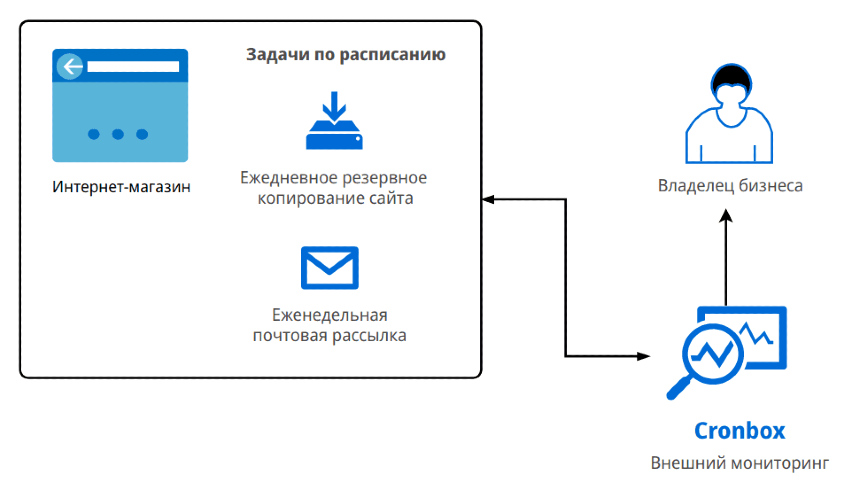 Задачи по расписанию
Интернет-магазин
Ежедневное резервное
копирование сайта
Еженедельная
почтовая рассылка
Владелец бизнеса
Cronbox
Внешний мониторинг